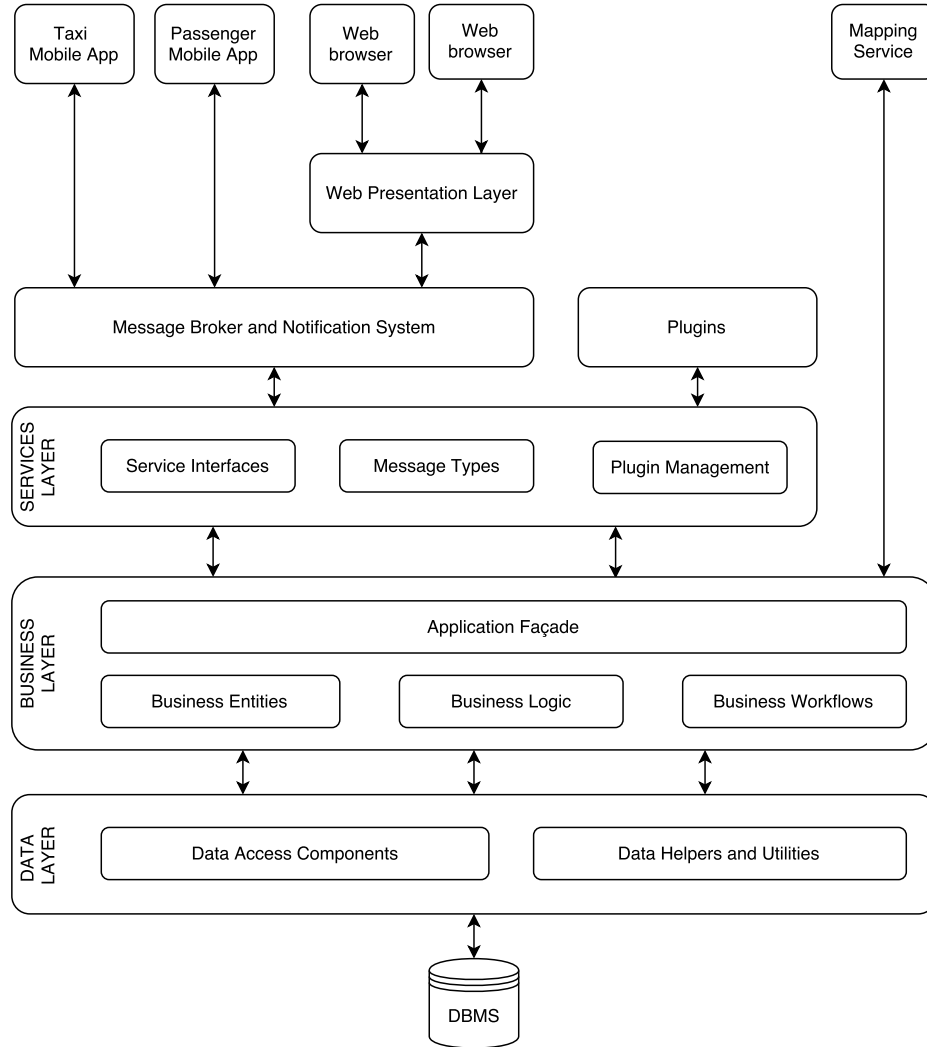 Taxi
Mobile App
Passenger
Mobile App
Web
browser
Web
browser
Mapping
Service
Web Presentation Layer
Message Broker and Notification System
Plugins
SERVICES
LAYER
Service Interfaces
Message Types
Plugin Management
BUSINESS
LAYER
Application Façade
Business Entities
Business Logic
Business Workflows
DATA
LAYER
Data Access Components
Data Helpers and Utilities
DBMS